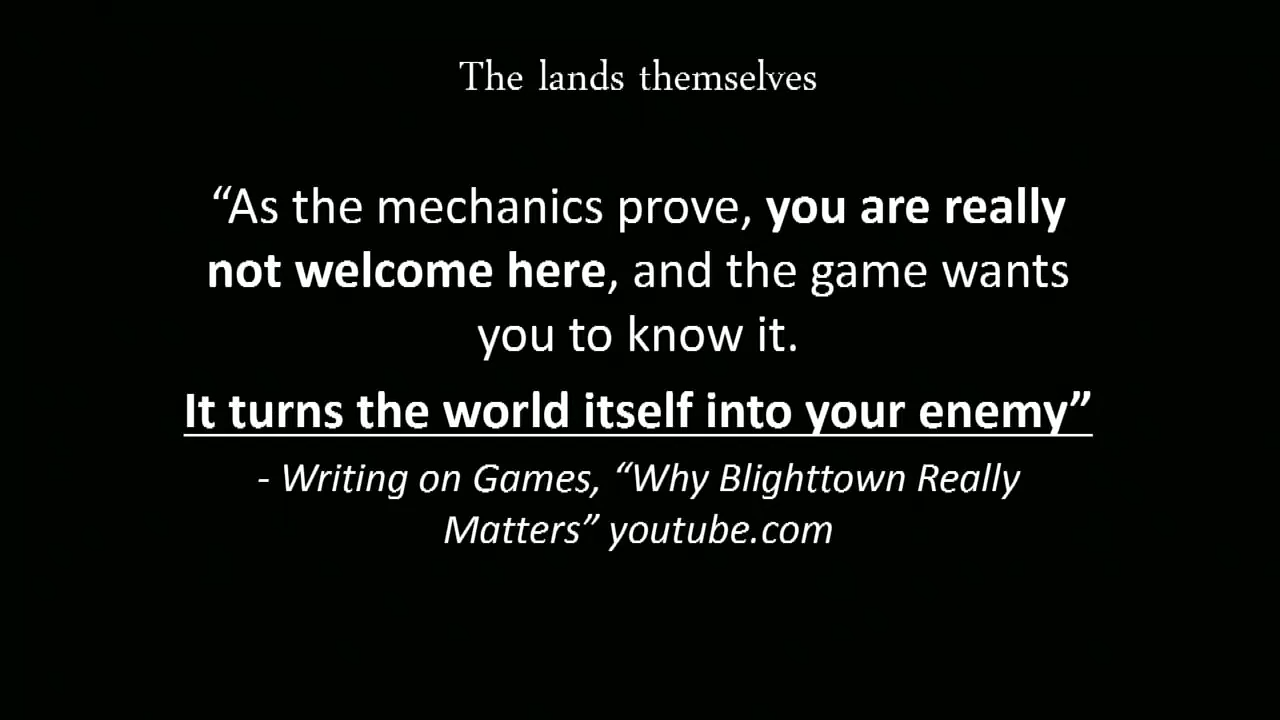 The lands themselves
“As the mechanics prove, you are really
not welcome here, and the game wants
you to know it.
It turns the world itself into your enemy”
- Writing on Games, “Why Blighttown Really
Matters” youtube.com